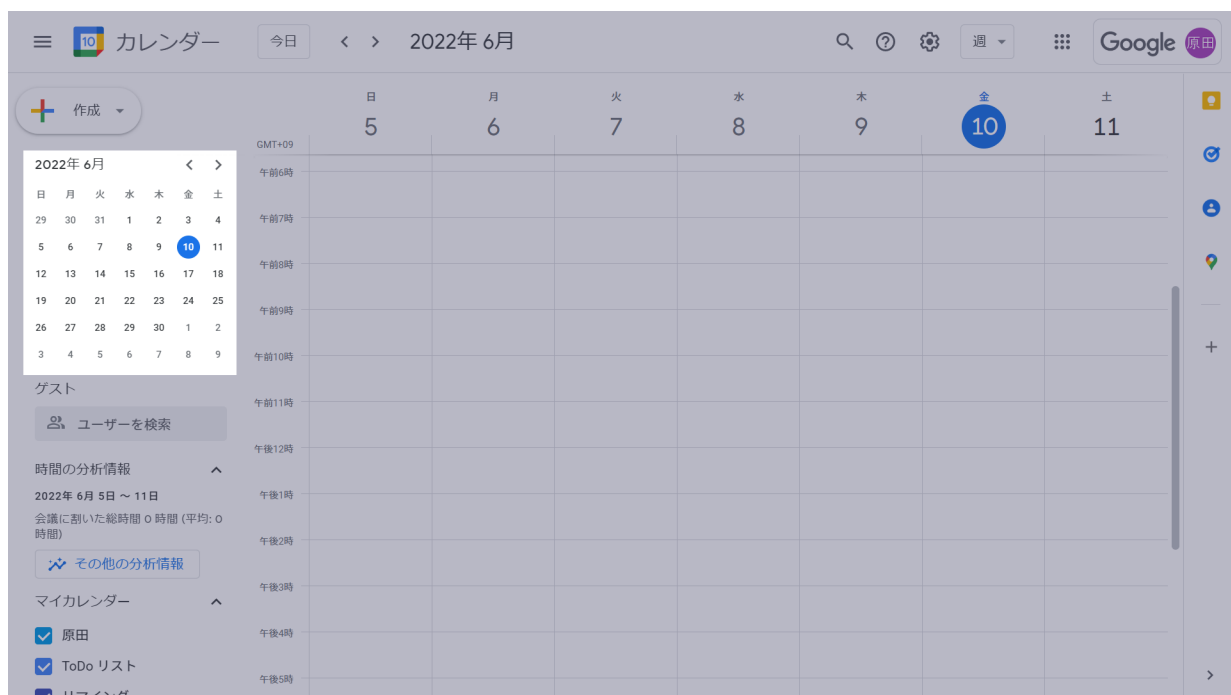 10 カレンダー 今日 2022年 6月 週 Google 原田
作成
日 月 火 水 木 金 土
5 6 7 8 9 10 11
GMT+09
2022年 6月
日 月 火 水 木 金 土
29 30 31 1 2 3 4
5 6 7 8 9 10 11
12 13 14 15 16 17 18
19 20 21 22 23 24 25
26 27 28 29 30 1 2
3 4 5 6 7 8 9
ゲスト
ユーザーを検索
時間の分析情報
2022年 6月 5日 ～ 11日
会議に割いた総時間 0 時間 (平均: 0
時間)
その他の分析情報
マイカレンダー
原田
ToDo リスト
リマインダー
午前6時
午前7時
午前8時
午前9時
午前10時
午前11時
午後12時
午後1時
午後2時
午後3時
午後4時
午後5時